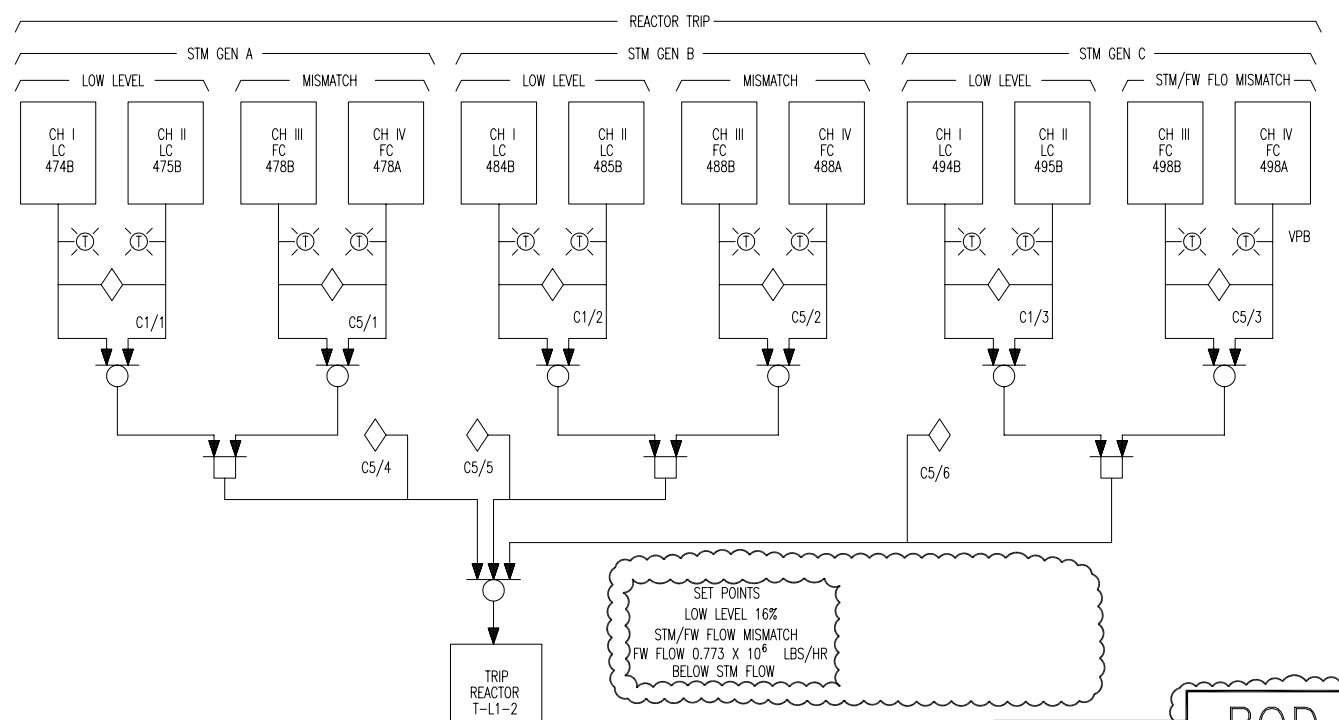 REACTOR TRIP
STM GEN A STM GEN B STM GEN C
LOW LEVEL MISMATCH LOW LEVEL MISMATCH LOW LEVEL STM/FW FLO MISMATCH
CH I CH II CH III CH IV CH I CH II CH III CH IV CH I CH II CH III CH IV
LC LC FC FC LC LC FC FC LC LC FC FC
474B 475B 478B 478A 484B 485B 488B 488A 494B 495B 498B 498A
T T T T T T T T T T T T VPB
C1/1 C5/1 C1/2 C5/2 C1/3 C5/3
C5/4 C5/5 C5/6
SET POINTS
LOW LEVEL 16%
STM/FW FLOW MISMATCH
FW FLOW 0.773 X 10⁶ LBS/HR
BELOW STM FLOW
TRIP
REACTOR
T-L1-2